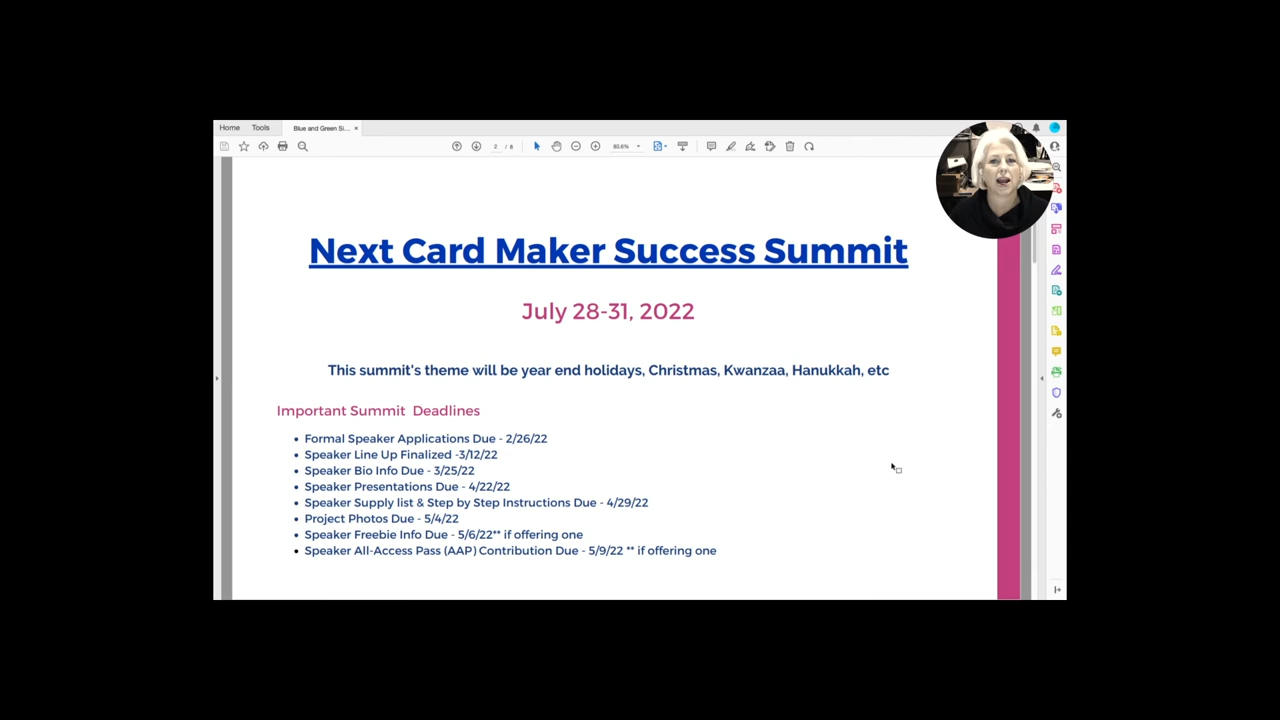 Home Tools Blue and Green Si... ×
2 / 8 80.6%
Next Card Maker Success Summit
July 28-31, 2022
This summit's theme will be year end holidays, Christmas, Kwanzaa, Hanukkah, etc
Important Summit Deadlines
• Formal Speaker Applications Due - 2/26/22
• Speaker Line Up Finalized -3/12/22
• Speaker Bio Info Due - 3/25/22
• Speaker Presentations Due - 4/22/22
• Speaker Supply list & Step by Step Instructions Due - 4/29/22
• Project Photos Due - 5/4/22
• Speaker Freebie Info Due - 5/6/22** if offering one
• Speaker All-Access Pass (AAP) Contribution Due - 5/9/22 ** if offering one